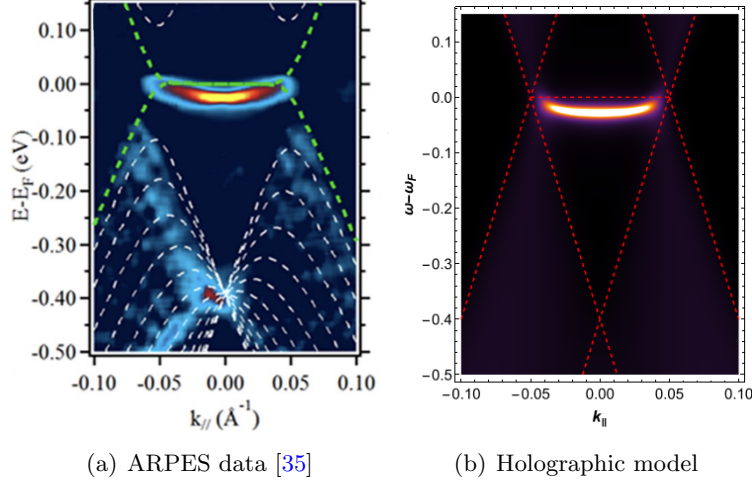 0.10
0.00
-0.10
-0.20
-0.30
-0.40
-0.50
E-E_F (eV)
-0.10 -0.05 0.00 0.05 0.10
k_// (Å⁻¹)
0.1
0.0
−0.1
−0.2
−0.3
−0.4
−0.5
ω−ω_F
−0.10 −0.05 0.00 0.05 0.10
k_∥
(a) ARPES data [35]
(b) Holographic model